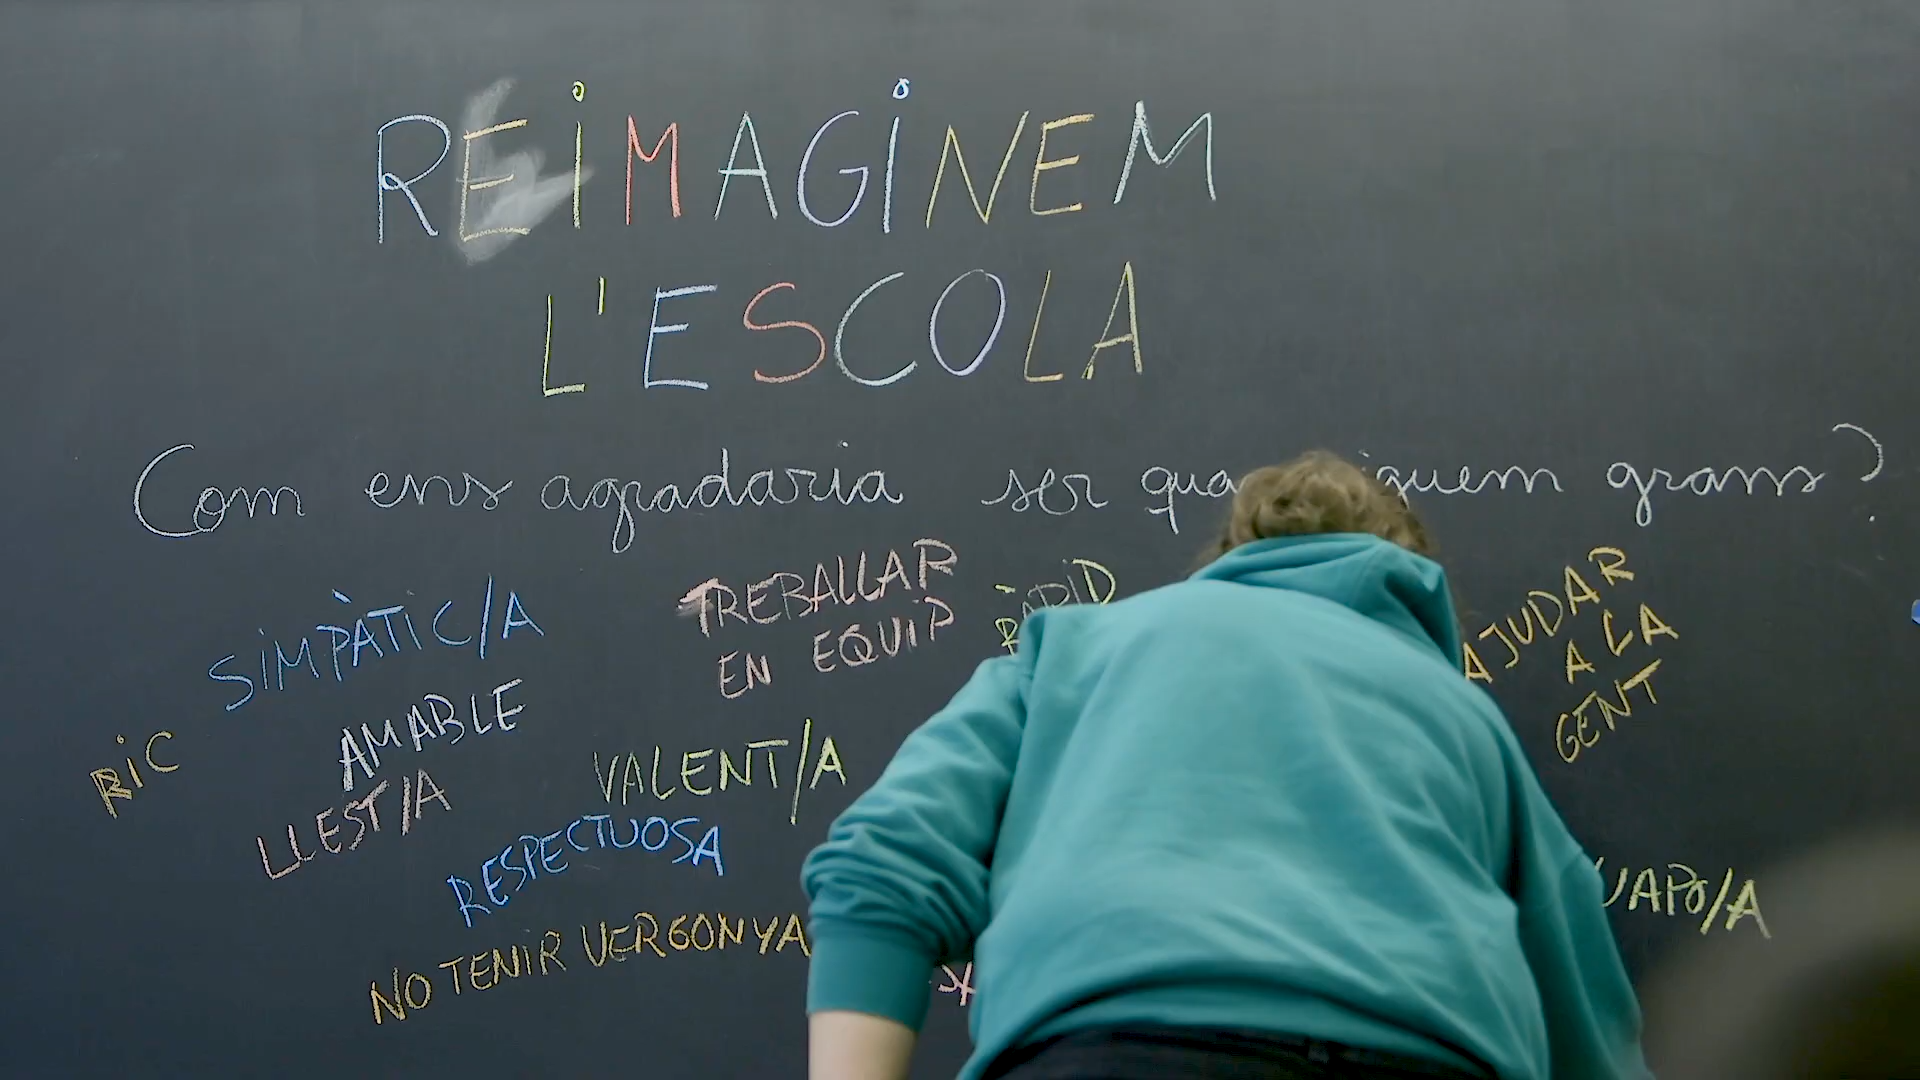 REIMAGINEM
L'ESCOLA
Com ens agradaria ser grans?
SIMPÀTIC/A
TREBALLAR
EN EQUIP
RÀPID
AJUDAR
A LA
GENT
RIC
AMABLE
LLEST/A
VALENT/A
RESPECTUOSA
NO TENIR VERGONYA